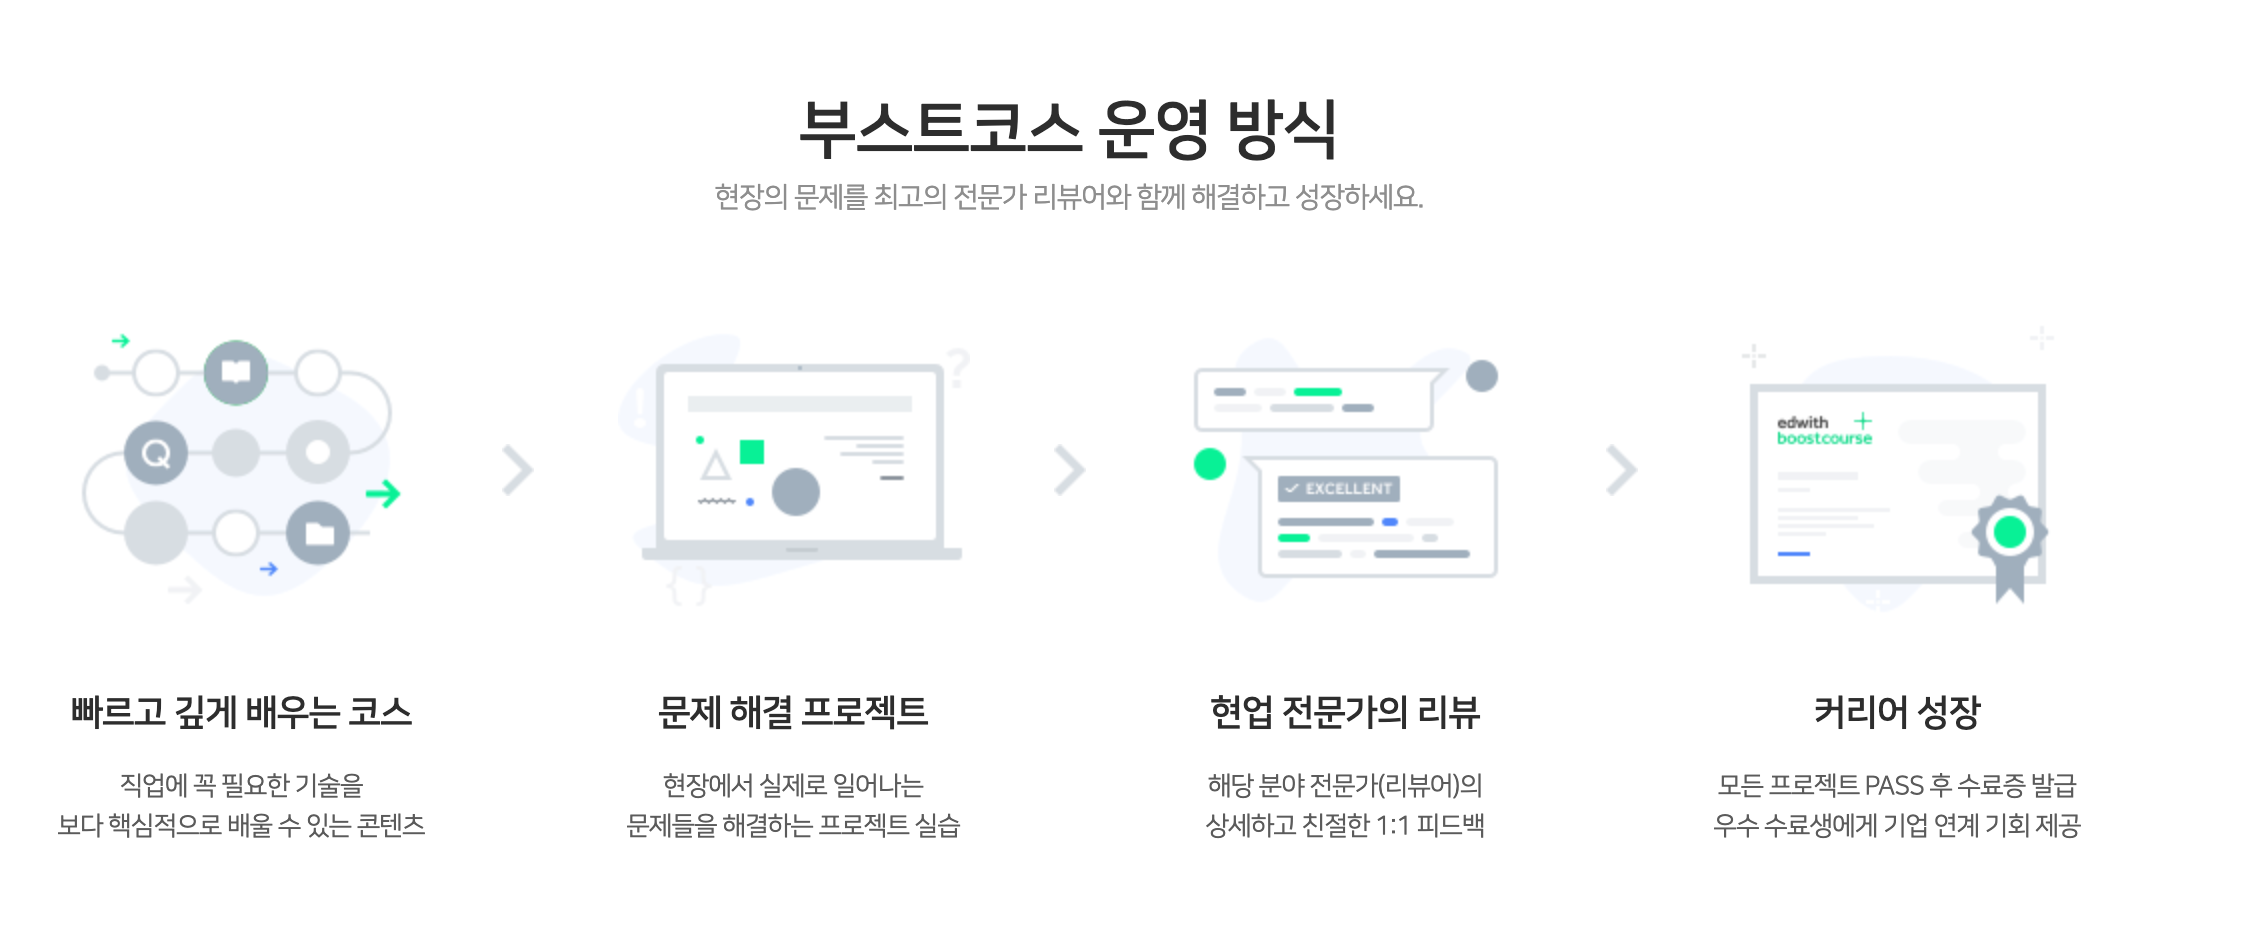 부스트코스 운영 방식
현장의 문제를 최고의 전문가 리뷰어와 함께 해결하고 성장하세요.
?
!
Q
{ }
EXCELLENT
edwith
boostcourse
빠르고 깊게 배우는 코스
직업에 꼭 필요한 기술을
보다 핵심적으로 배울 수 있는 콘텐츠
문제 해결 프로젝트
현장에서 실제로 일어나는
문제들을 해결하는 프로젝트 실습
현업 전문가의 리뷰
해당 분야 전문가(리뷰어)의
상세하고 친절한 1:1 피드백
커리어 성장
모든 프로젝트 PASS 후 수료증 발급
우수 수료생에게 기업 연계 기회 제공